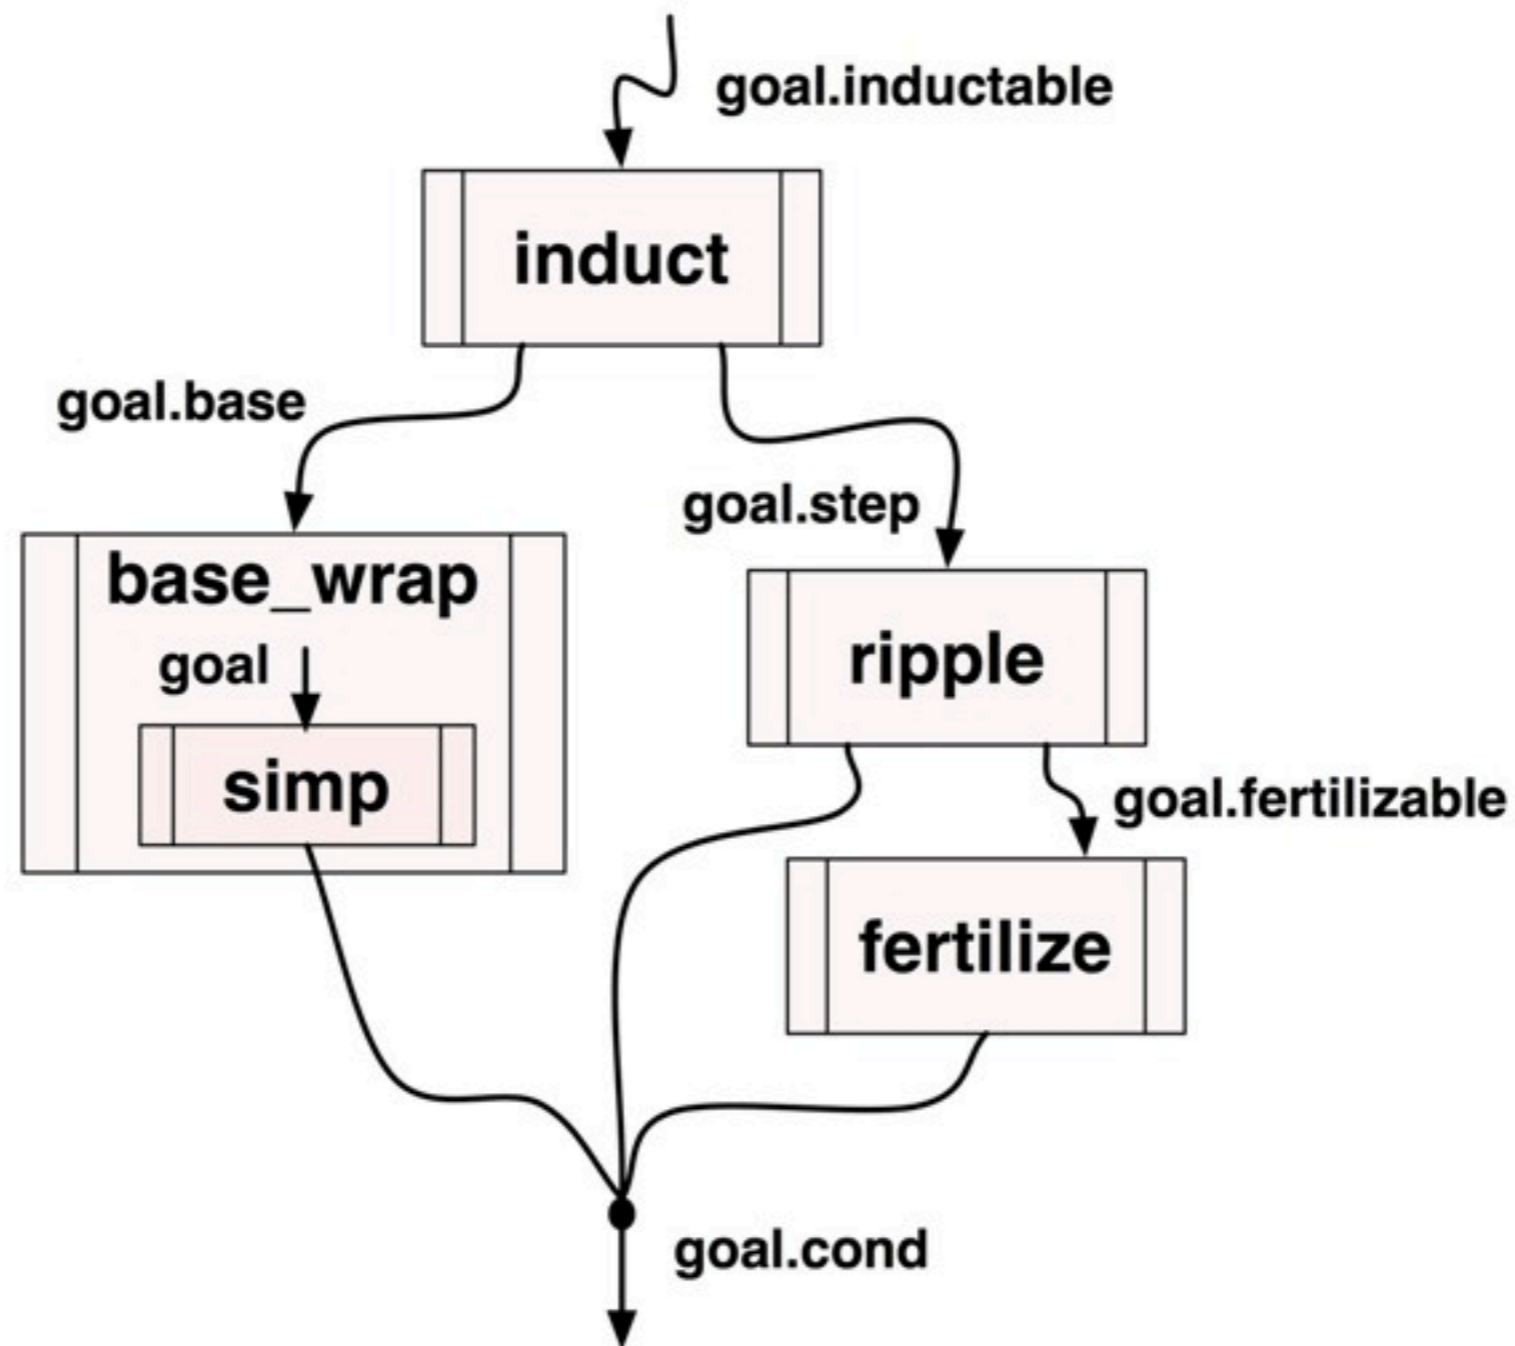 goal.inductable
induct
goal.base
goal.step
base_wrap
goal
simp
ripple
goal.fertilizable
fertilize
goal.cond